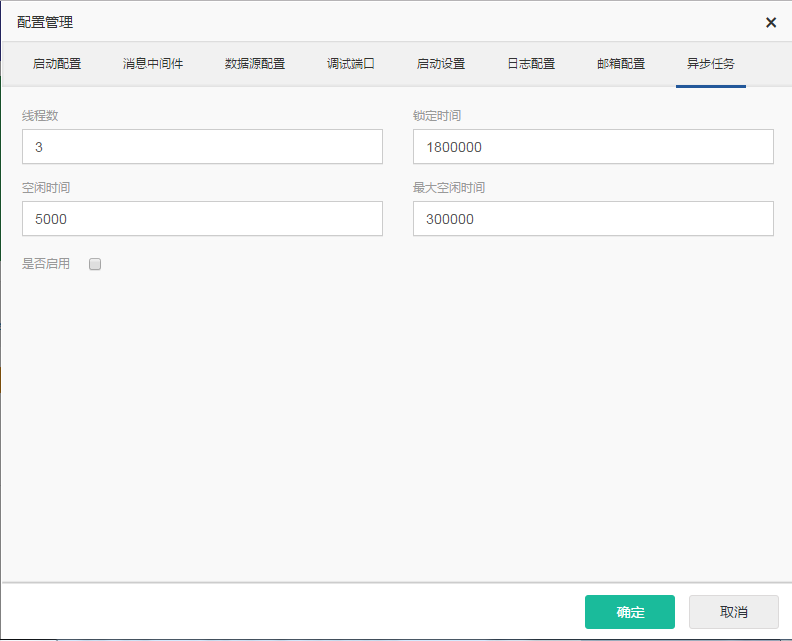 配置管理
启动配置 消息中间件 数据源配置 调试端口 启动设置 日志配置 邮箱配置 异步任务
线程数 锁定时间
3 1800000
空闲时间 最大空闲时间
5000 300000
是否启用
确定 取消